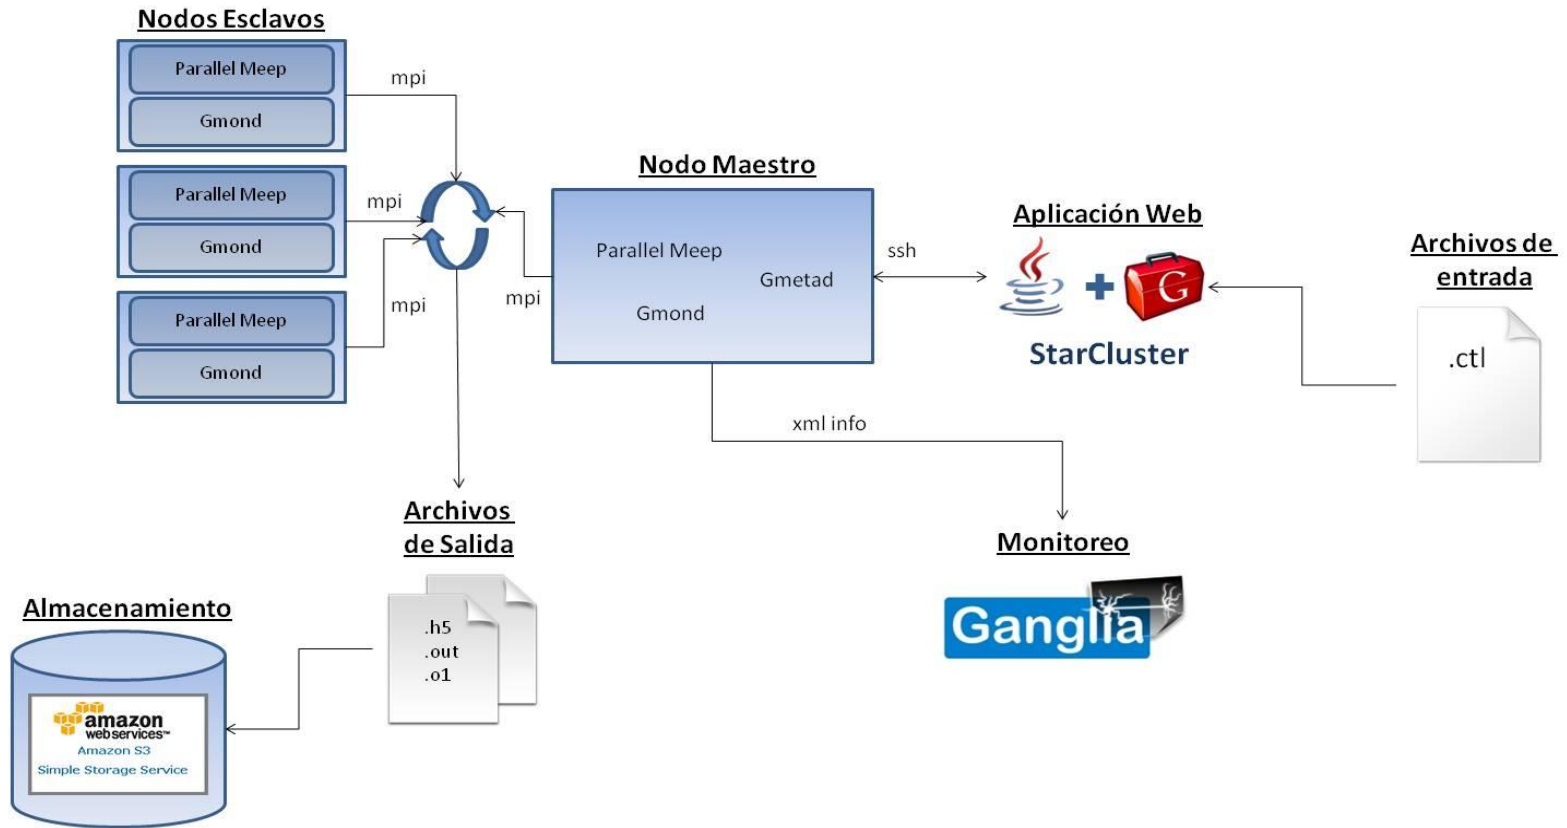 Nodos Esclavos
Parallel Meep
Gmond
mpi
Parallel Meep
Gmond
mpi
Parallel Meep
Gmond
mpi
mpi
Nodo Maestro
Parallel Meep
Gmetad
Gmond
ssh
Aplicación Web
G
StarCluster
Archivos de
entrada
.ctl
xml info
Monitoreo
Ganglia
Archivos
de Salida
.h5
.out
.o1
Almacenamiento
amazon
webservices™
Amazon S3
Simple Storage Service